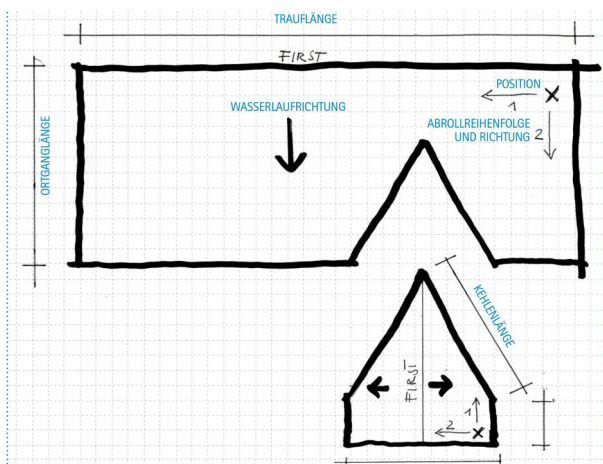 TRAUFLÄNGE
FIRST
POSITION
1
WASSERLAUFRICHTUNG
ABROLLREIHENFOLGE
UND RICHTUNG 2
ORTGANGLÄNGE
KEHLENLÄNGE
FIRST
1
2